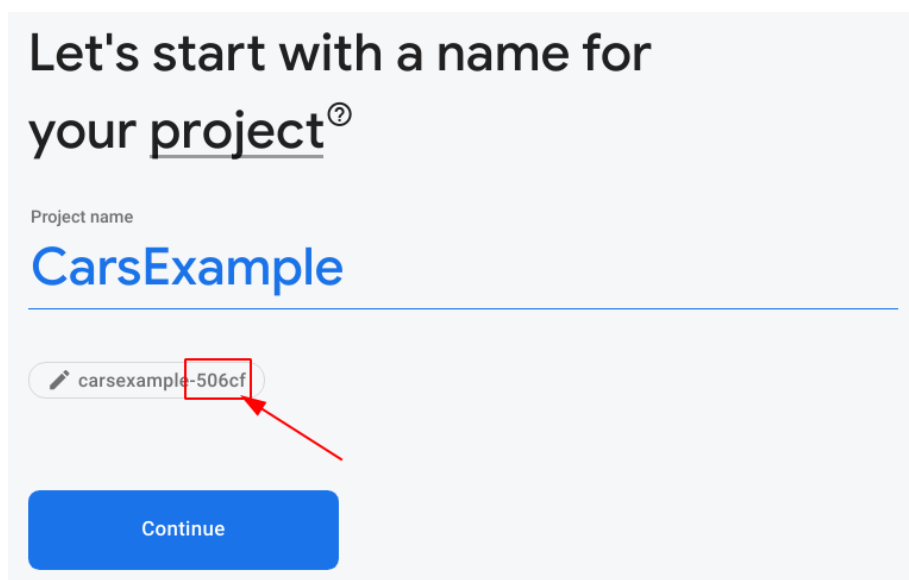 Let's start with a name for
your project
Project name
CarsExample
carsexample-506cf
Continue